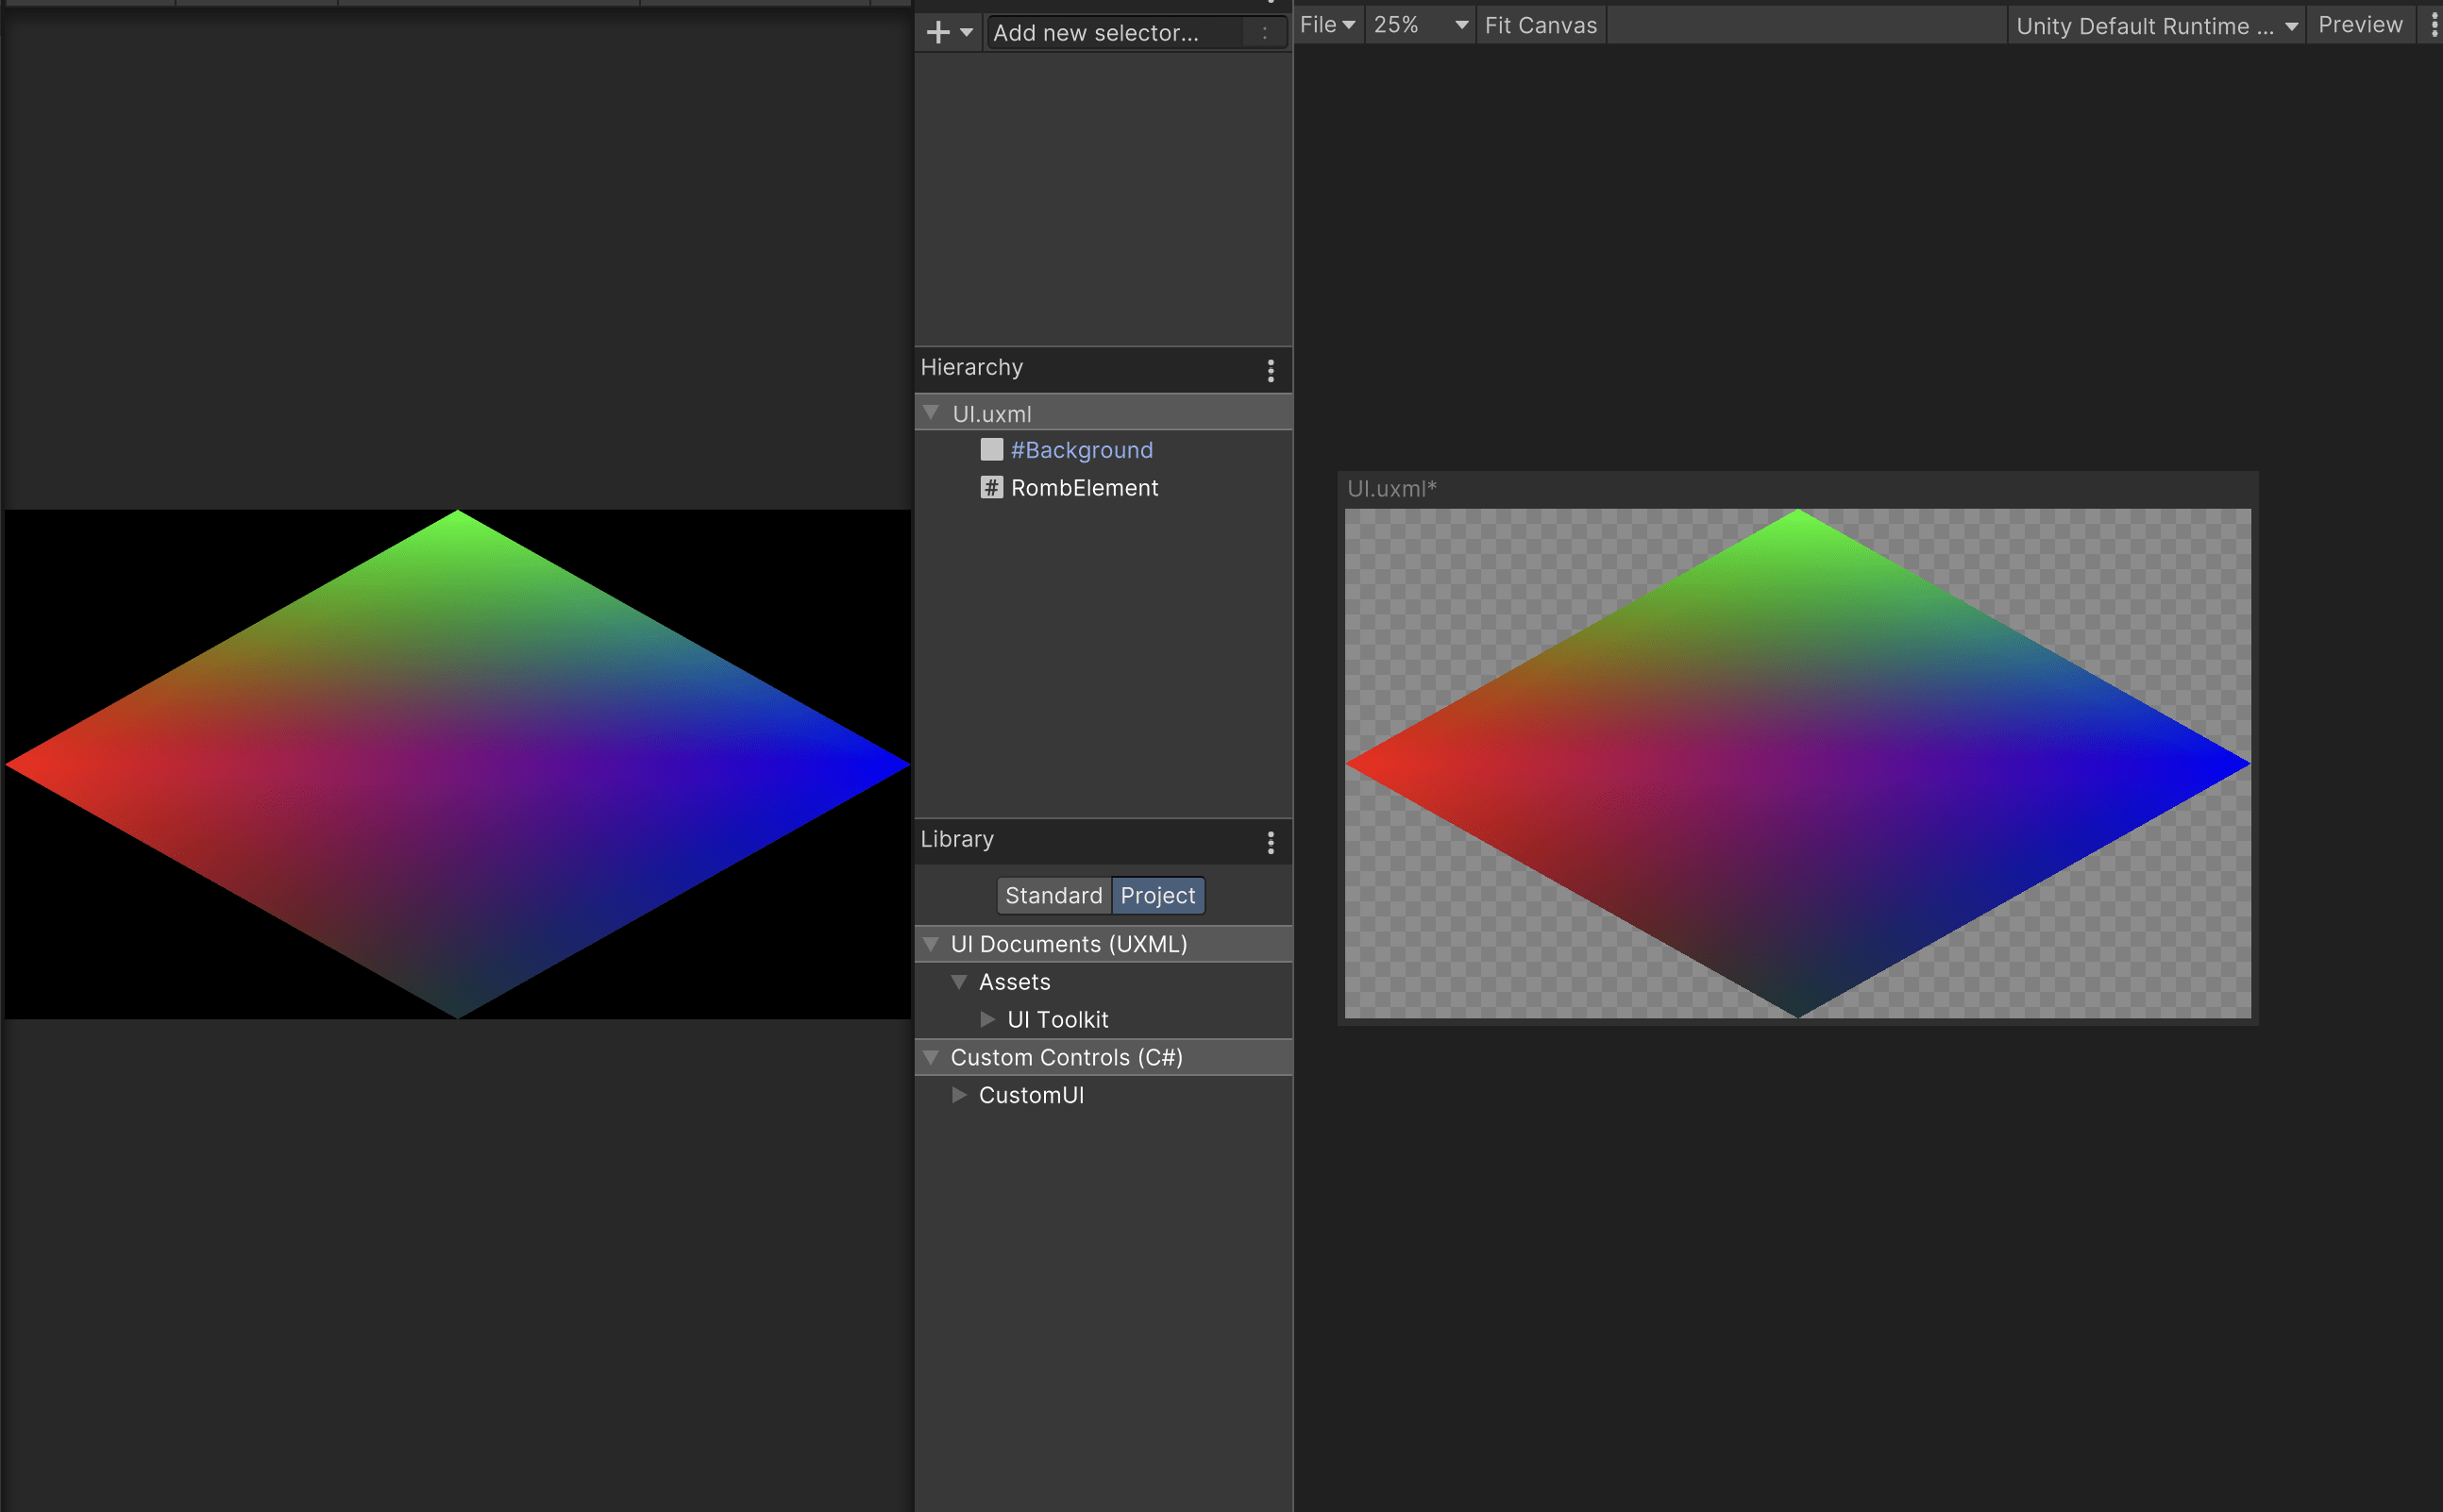 Add new selector...
File
25%
Fit Canvas
Unity Default Runtime ...
Preview
Hierarchy
UI.uxml
#Background
# RombElement
UI.uxml*
Library
Standard
Project
UI Documents (UXML)
Assets
UI Toolkit
Custom Controls (C#)
CustomUI